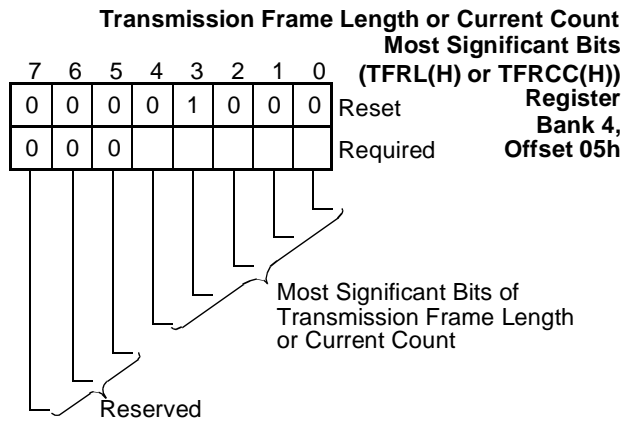 Transmission Frame Length or Current Count
Most Significant Bits
(TFRL(H) or TFRCC(H))
Register
Bank 4,
Offset 05h
7 6 5 4 3 2 1 0
0 0 0 0 1 0 0 0 Reset
0 0 0 Required
Most Significant Bits of
Transmission Frame Length
or Current Count
Reserved